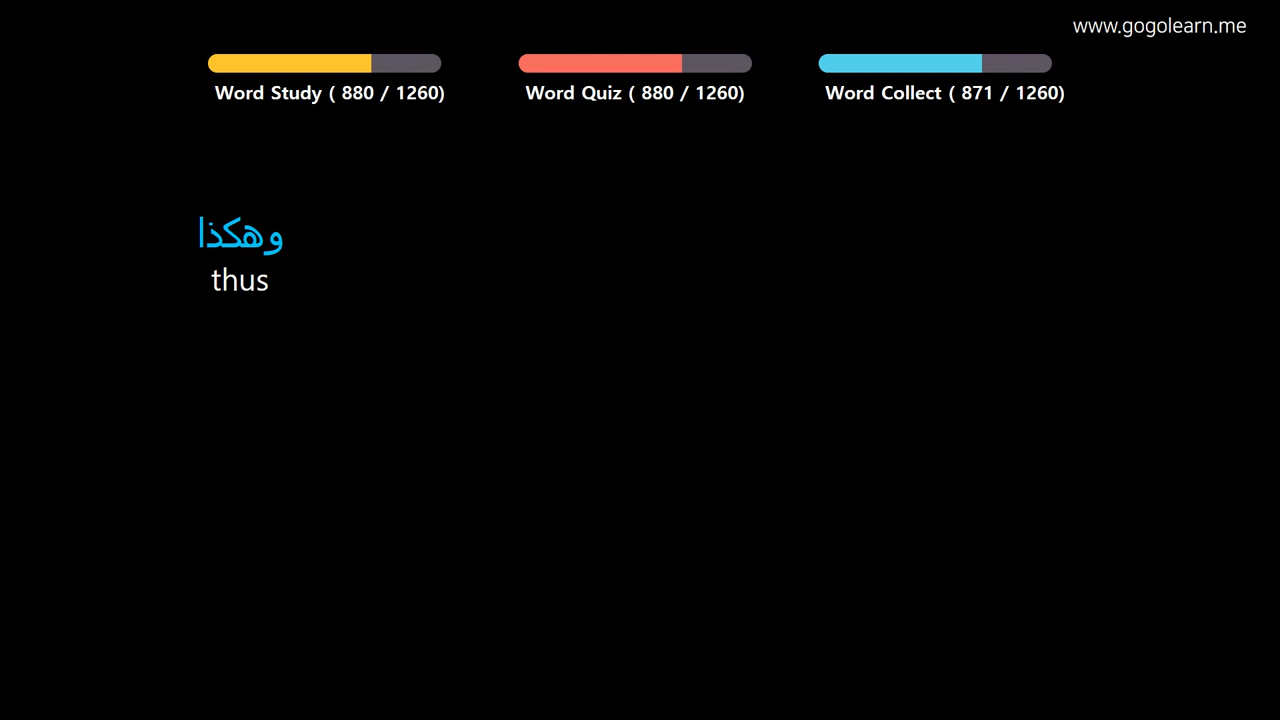 www.gogolearn.me
Word Study ( 880 / 1260)
Word Quiz ( 880 / 1260)
Word Collect ( 871 / 1260)
وهكذا
thus